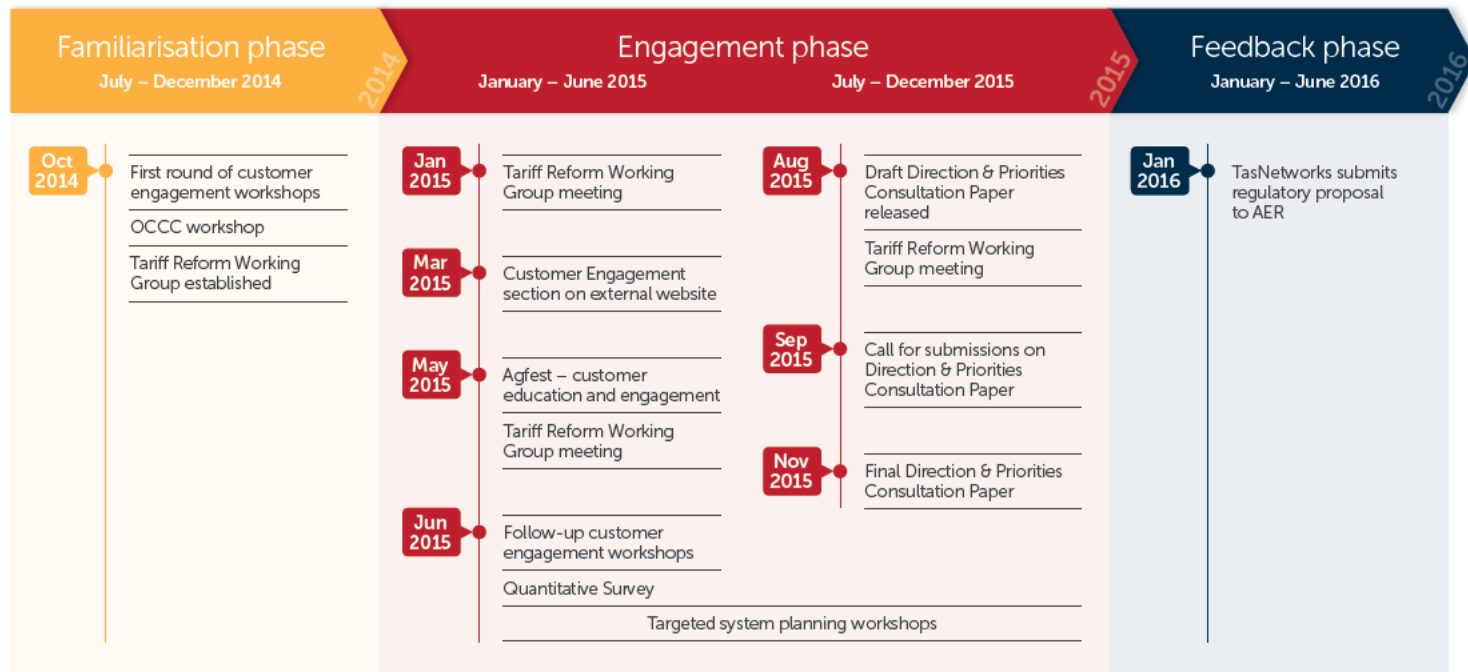 Familiarisation phase
July – December 2014
2014
Engagement phase
January – June 2015
July – December 2015
2015
Feedback phase
January – June 2016
2016
Oct
2014
First round of customer
engagement workshops
OCCC workshop
Tariff Reform Working
Group established
Jan
2015
Tariff Reform Working
Group meeting
Mar
2015
Customer Engagement
section on external website
May
2015
Agfest – customer
education and engagement
Tariff Reform Working
Group meeting
Jun
2015
Follow-up customer
engagement workshops
Quantitative Survey
Targeted system planning workshops
Aug
2015
Draft Direction & Priorities
Consultation Paper
released
Tariff Reform Working
Group meeting
Sep
2015
Call for submissions on
Direction & Priorities
Consultation Paper
Nov
2015
Final Direction & Priorities
Consultation Paper
Jan
2016
TasNetworks submits
regulatory proposal
to AER